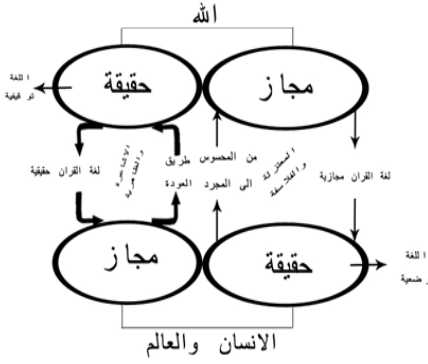 الله
حقيقة
مجاز
اللغة
توقيفية
الاشاعرة
والظاهرية
طريق
العودة
من المحسوس
الى المجرد
المعتزلة
والفلاسفة
لغة القران حقيقية
لغة القران مجازية
مجاز
حقيقة
اللغة
وضعية
الانسان والعالم